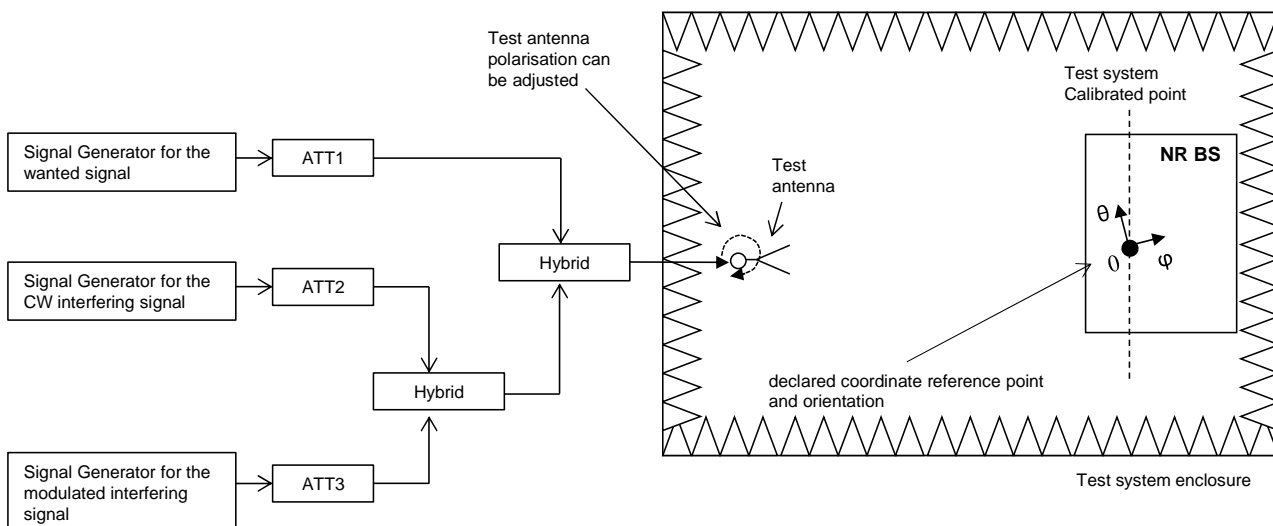 Test antenna
polarisation can
be adjusted
Test system
Calibrated point
Signal Generator for the
wanted signal
ATT1
NR BS
Test
antenna
θ
φ
0
Hybrid
Signal Generator for the
CW interfering signal
ATT2
Hybrid
declared coordinate reference point
and orientation
Signal Generator for the
modulated interfering
signal
ATT3
Test system enclosure